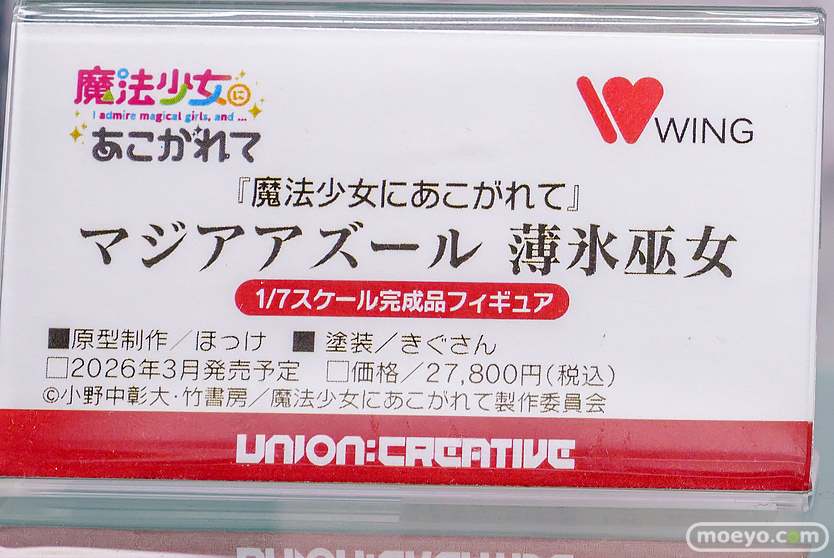 魔法少女に
I admire magical girls, and ...
あこがれて
WING
『魔法少女にあこがれて』
マジアアズール 薄氷巫女
1/7スケール完成品フィギュア
■原型制作／ほっけ ■ 塗装／きぐさん
□2026年3月発売予定 □価格／27,800円(税込)
©小野中彰大・竹書房／魔法少女にあこがれて製作委員会
UNION:CREATIVE
moeyo.com